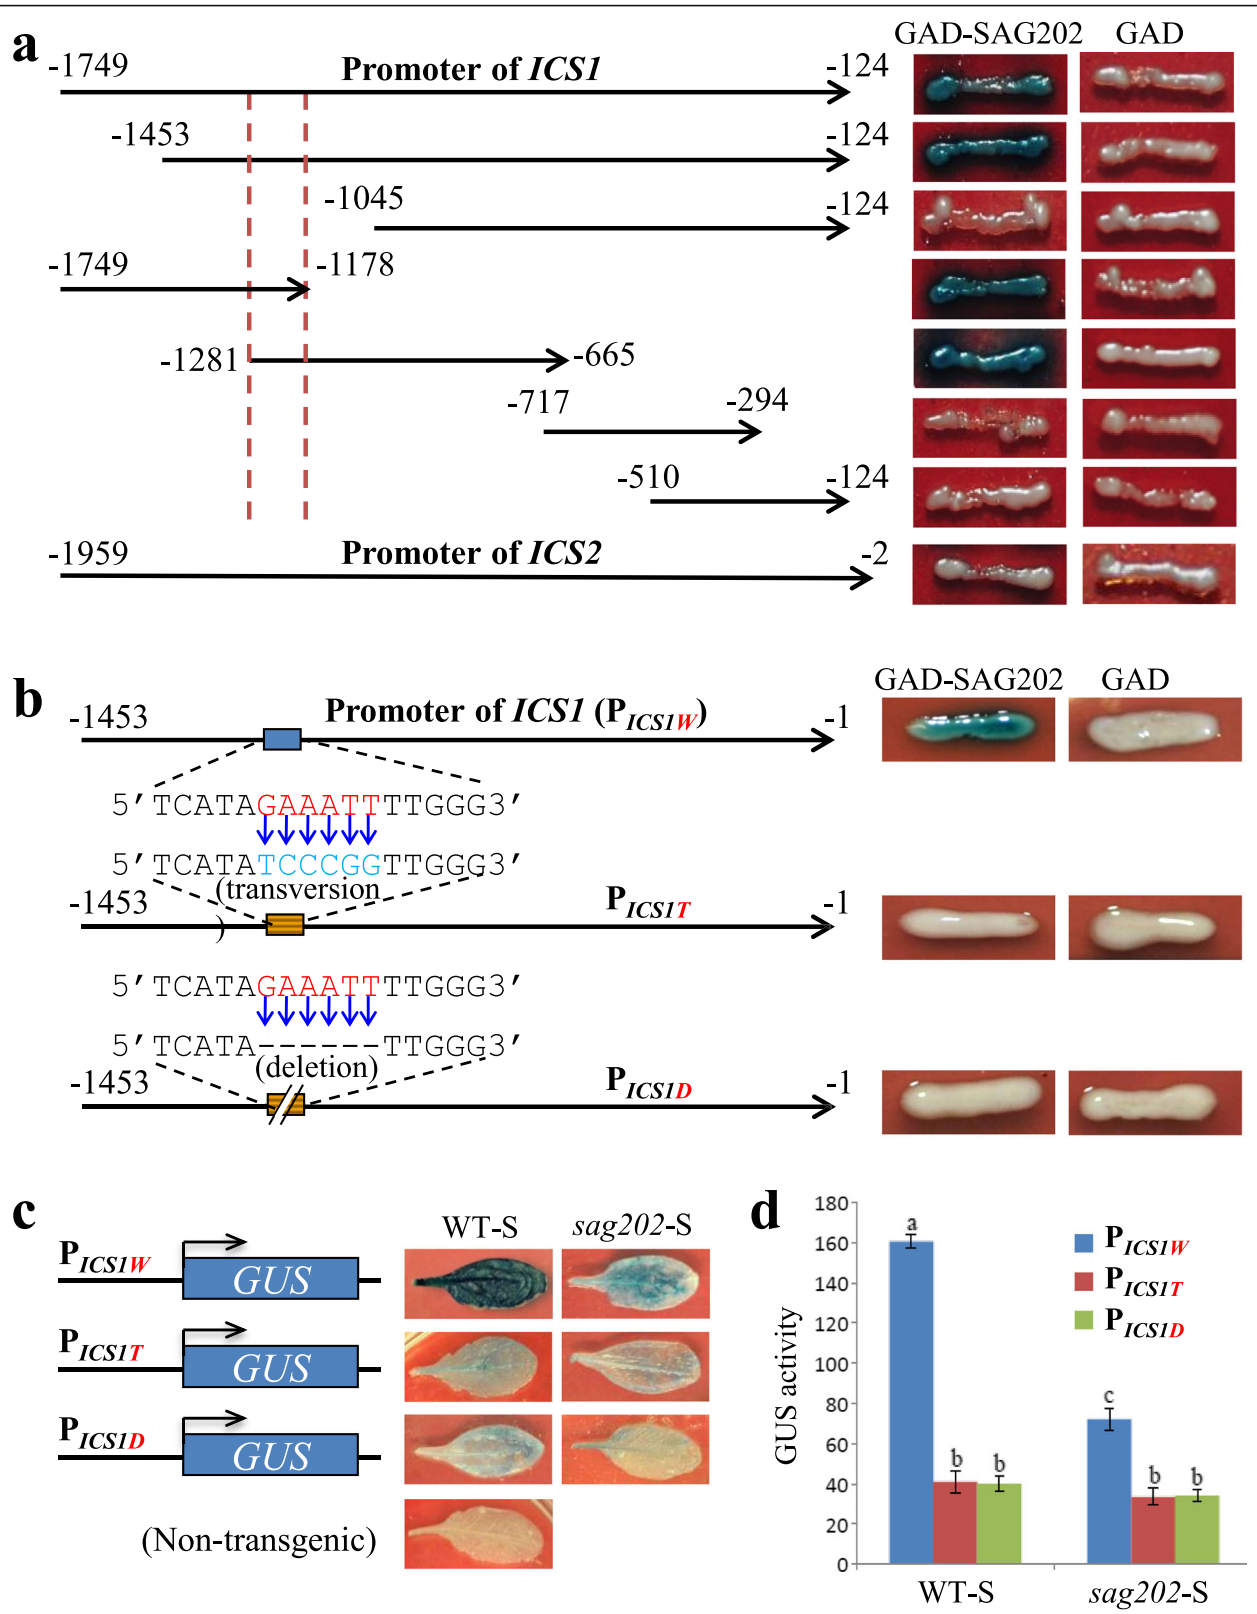 a
GAD-SAG202 GAD
-1749 Promoter of ICS1 -124
-1453 -124
-1045 -124
-1749 -1178
-1281 -665
-717 -294
-510 -124
-1959 Promoter of ICS2 -2
b
GAD-SAG202 GAD
-1453 Promoter of ICS1 (PICS1W) -1
5′TCATAGAAATTTTGGG3′
5′TCATATCCCGGTTGGG3′
(transversion
)
-1453 PICS1T -1
5′TCATAGAAATTTTGGG3′
5′TCATA------TTGGG3′
(deletion)
-1453 PICS1D -1
c
WT-S sag202-S
PICS1W GUS
PICS1T GUS
PICS1D GUS
(Non-transgenic)
d
GUS activity
180
160
140
120
100
80
60
40
20
0
a
b b
c
b b
PICS1W
PICS1T
PICS1D
WT-S sag202-S